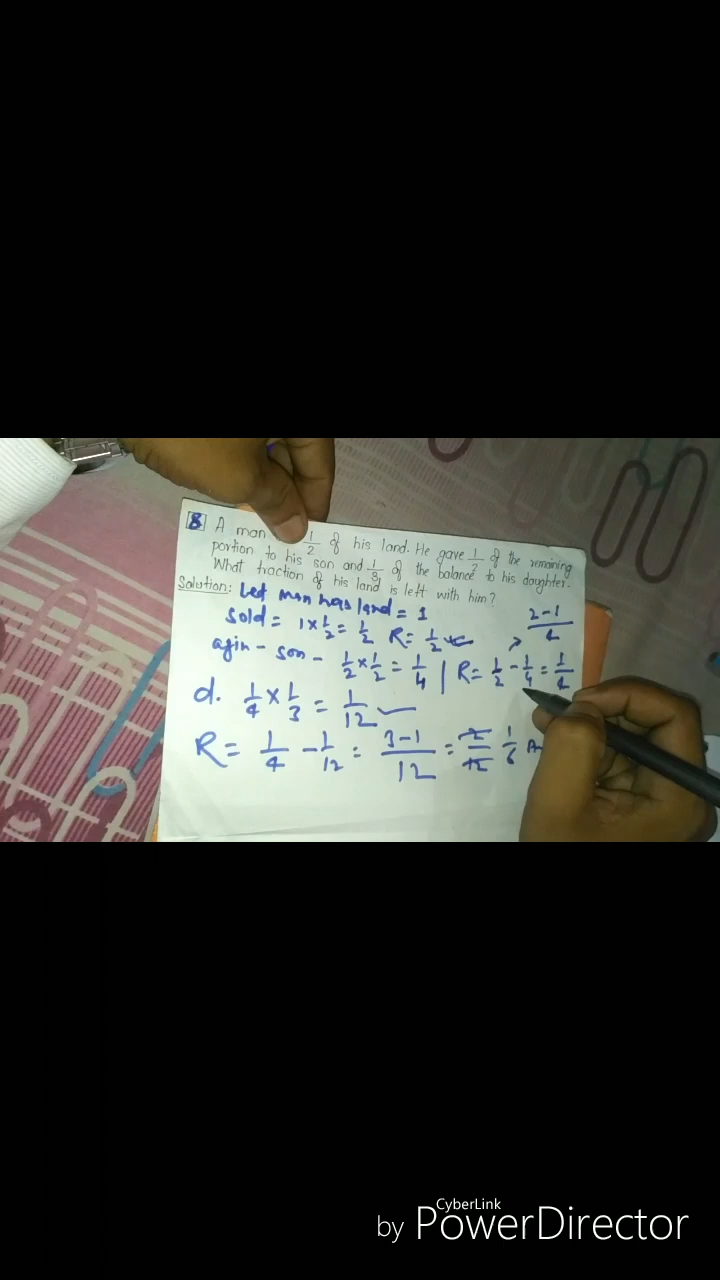 8 A man 1/2 of his land. He gave 1/2 of the remaining
portion to his son and 1/3 of the balance to his daughter.
What fraction of his land is left with him?
Solution: Let man has land = 1
sold = 1 × 1/2 = 1/2 R = 1/2
2-1/4
agin - son - 1/2 × 1/2 = 1/4 | R = 1/2 - 1/4 = 1/4
d. 1/4 × 1/3 = 1/12
R = 1/4 - 1/12 = 3-1/12 = 2/12 1/6
CyberLink
by PowerDirector